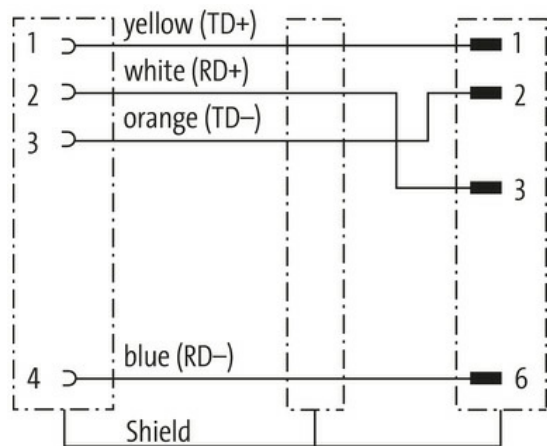 1 yellow (TD+) 1
2 white (RD+) 2
3 orange (TD–)
3
4 blue (RD–) 6
Shield